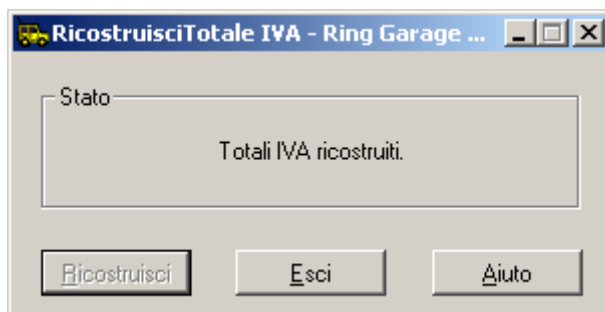 RicostruisciTotale IVA - Ring Garage ...
Stato
Totali IVA ricostruiti.
Ricostruisci Esci Aiuto